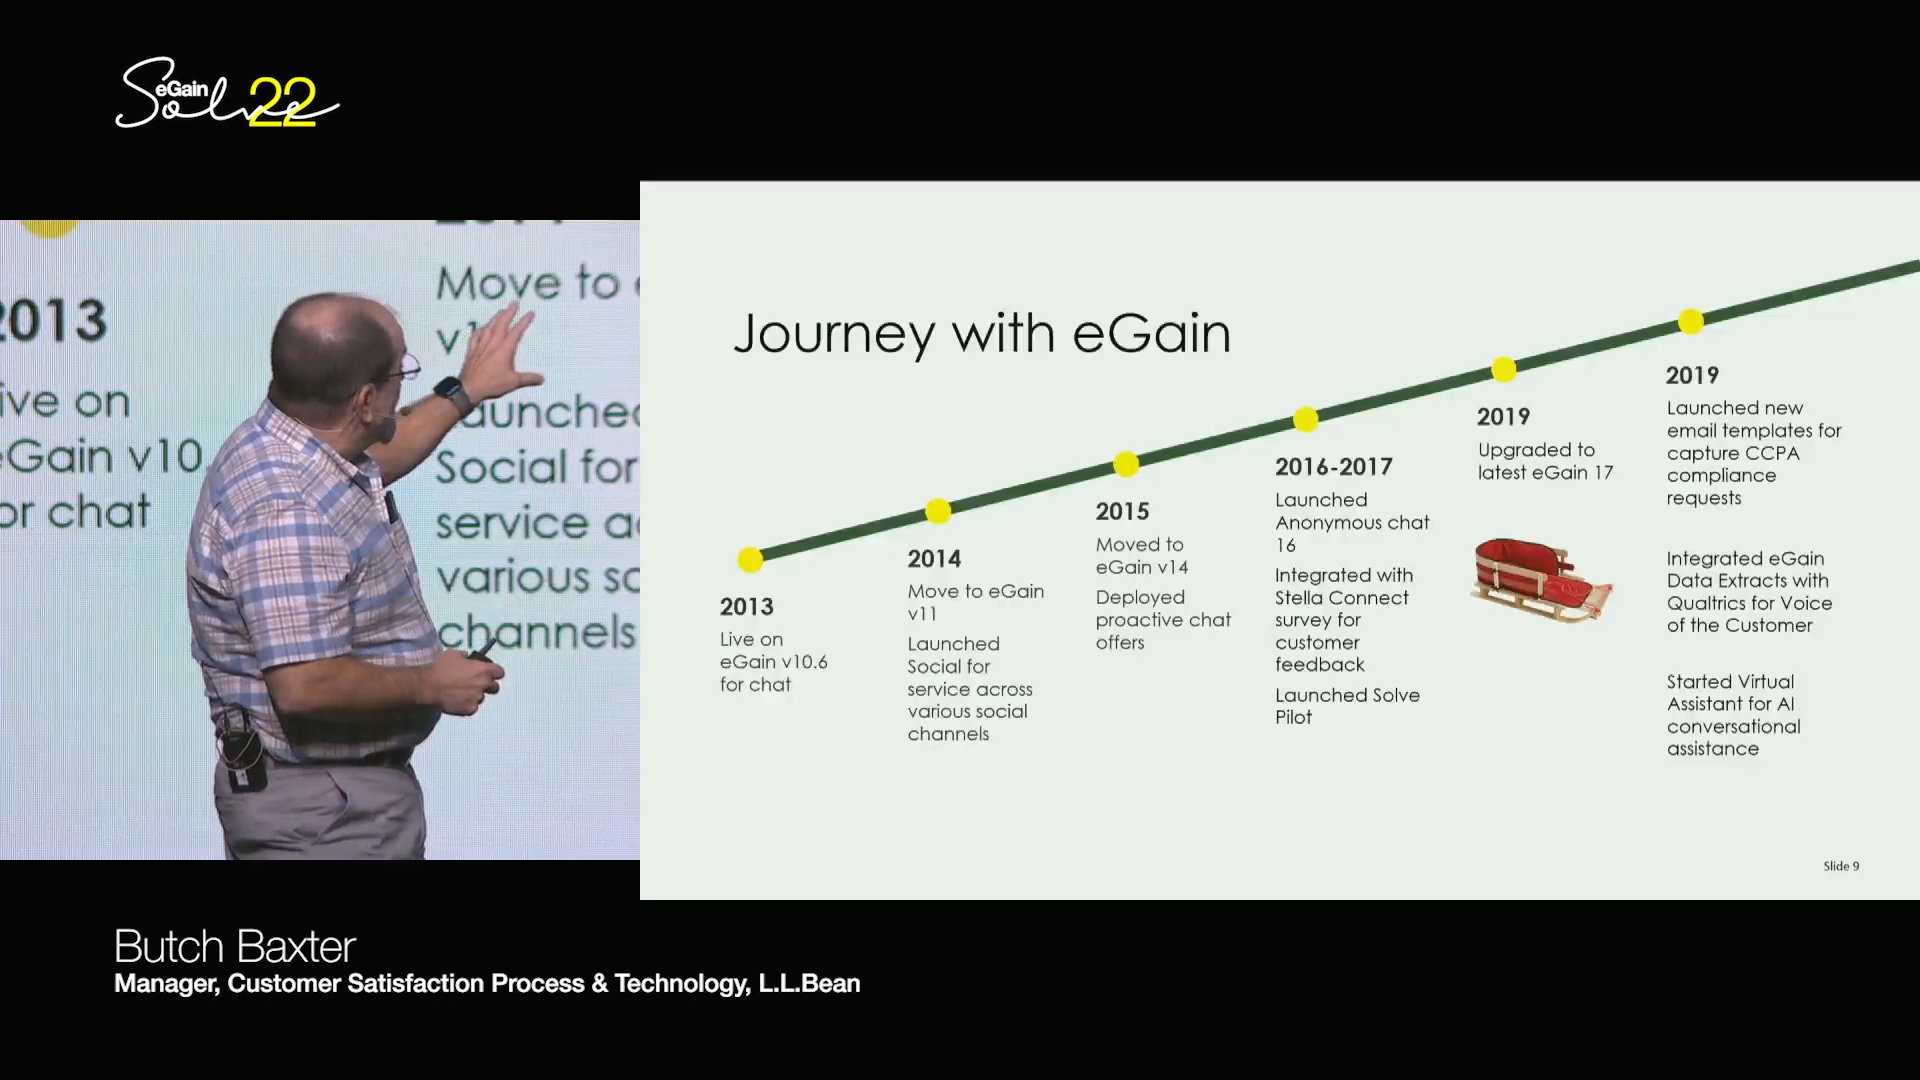 eGain
Solve 22
2013
ive on
eGain v10
or chat
Move to
v1
aunched
Social for
service a
various so
channels
Journey with eGain
2013
Live on
eGain v10.6
for chat
2014
Move to eGain
v11
Launched
Social for
service across
various social
channels
2015
Moved to
eGain v14
Deployed
proactive chat
offers
2016-2017
Launched
Anonymous chat
16
Integrated with
Stella Connect
survey for
customer
feedback
Launched Solve
Pilot
2019
Upgraded to
latest eGain 17
2019
Launched new
email templates for
capture CCPA
compliance
requests
Integrated eGain
Data Extracts with
Qualtrics for Voice
of the Customer
Started Virtual
Assistant for AI
conversational
assistance
Slide 9
Butch Baxter
Manager, Customer Satisfaction Process & Technology, L.L.Bean